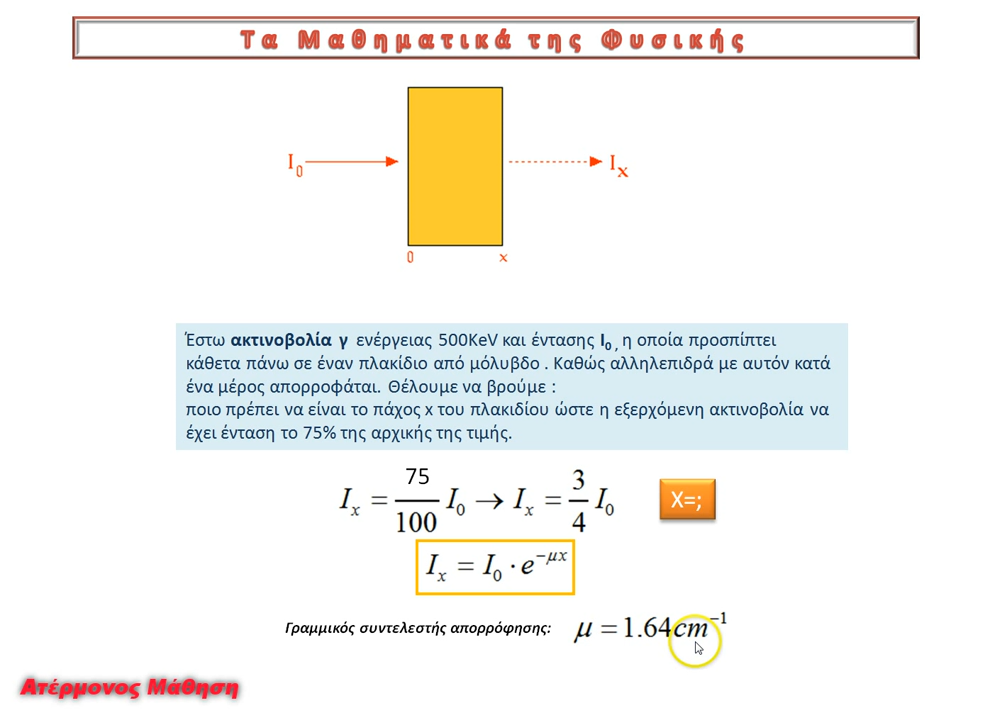 Τα Μαθηματικά της Φυσικής
I₀
Iₓ
0
x
Έστω ακτινοβολία γ ενέργειας 500KeV και έντασης I₀ , η οποία προσπίπτει
κάθετα πάνω σε έναν πλακίδιο από μόλυβδο . Καθώς αλληλεπιδρά με αυτόν κατά
ένα μέρος απορροφάται. Θέλουμε να βρούμε :
ποιο πρέπει να είναι το πάχος x του πλακιδίου ώστε η εξερχόμενη ακτινοβολία να
έχει ένταση το 75% της αρχικής της τιμής.
Iₓ = 75/100 I₀ → Iₓ = 3/4 I₀
X=;
Iₓ = I₀ · e^(−μx)
Γραμμικός συντελεστής απορρόφησης: μ = 1.64cm⁻¹
Ατέρμονος Μάθηση